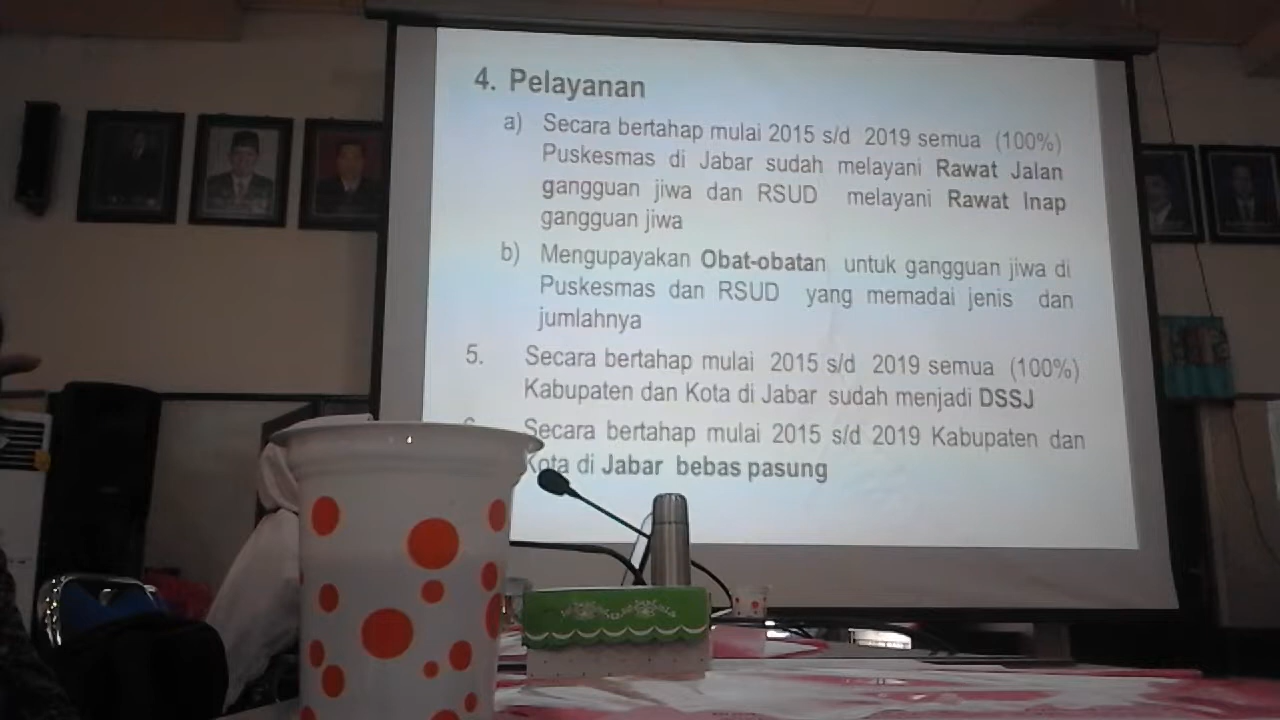 4. Pelayanan
a) Secara bertahap mulai 2015 s/d 2019 semua (100%)
Puskesmas di Jabar sudah melayani Rawat Jalan
gangguan jiwa dan RSUD melayani Rawat Inap
gangguan jiwa
b) Mengupayakan Obat-obatan untuk gangguan jiwa di
Puskesmas dan RSUD yang memadai jenis dan
jumlahnya
5. Secara bertahap mulai 2015 s/d 2019 semua (100%)
Kabupaten dan Kota di Jabar sudah menjadi DSSJ
Secara bertahap mulai 2015 s/d 2019 Kabupaten dan
Kota di Jabar bebas pasung